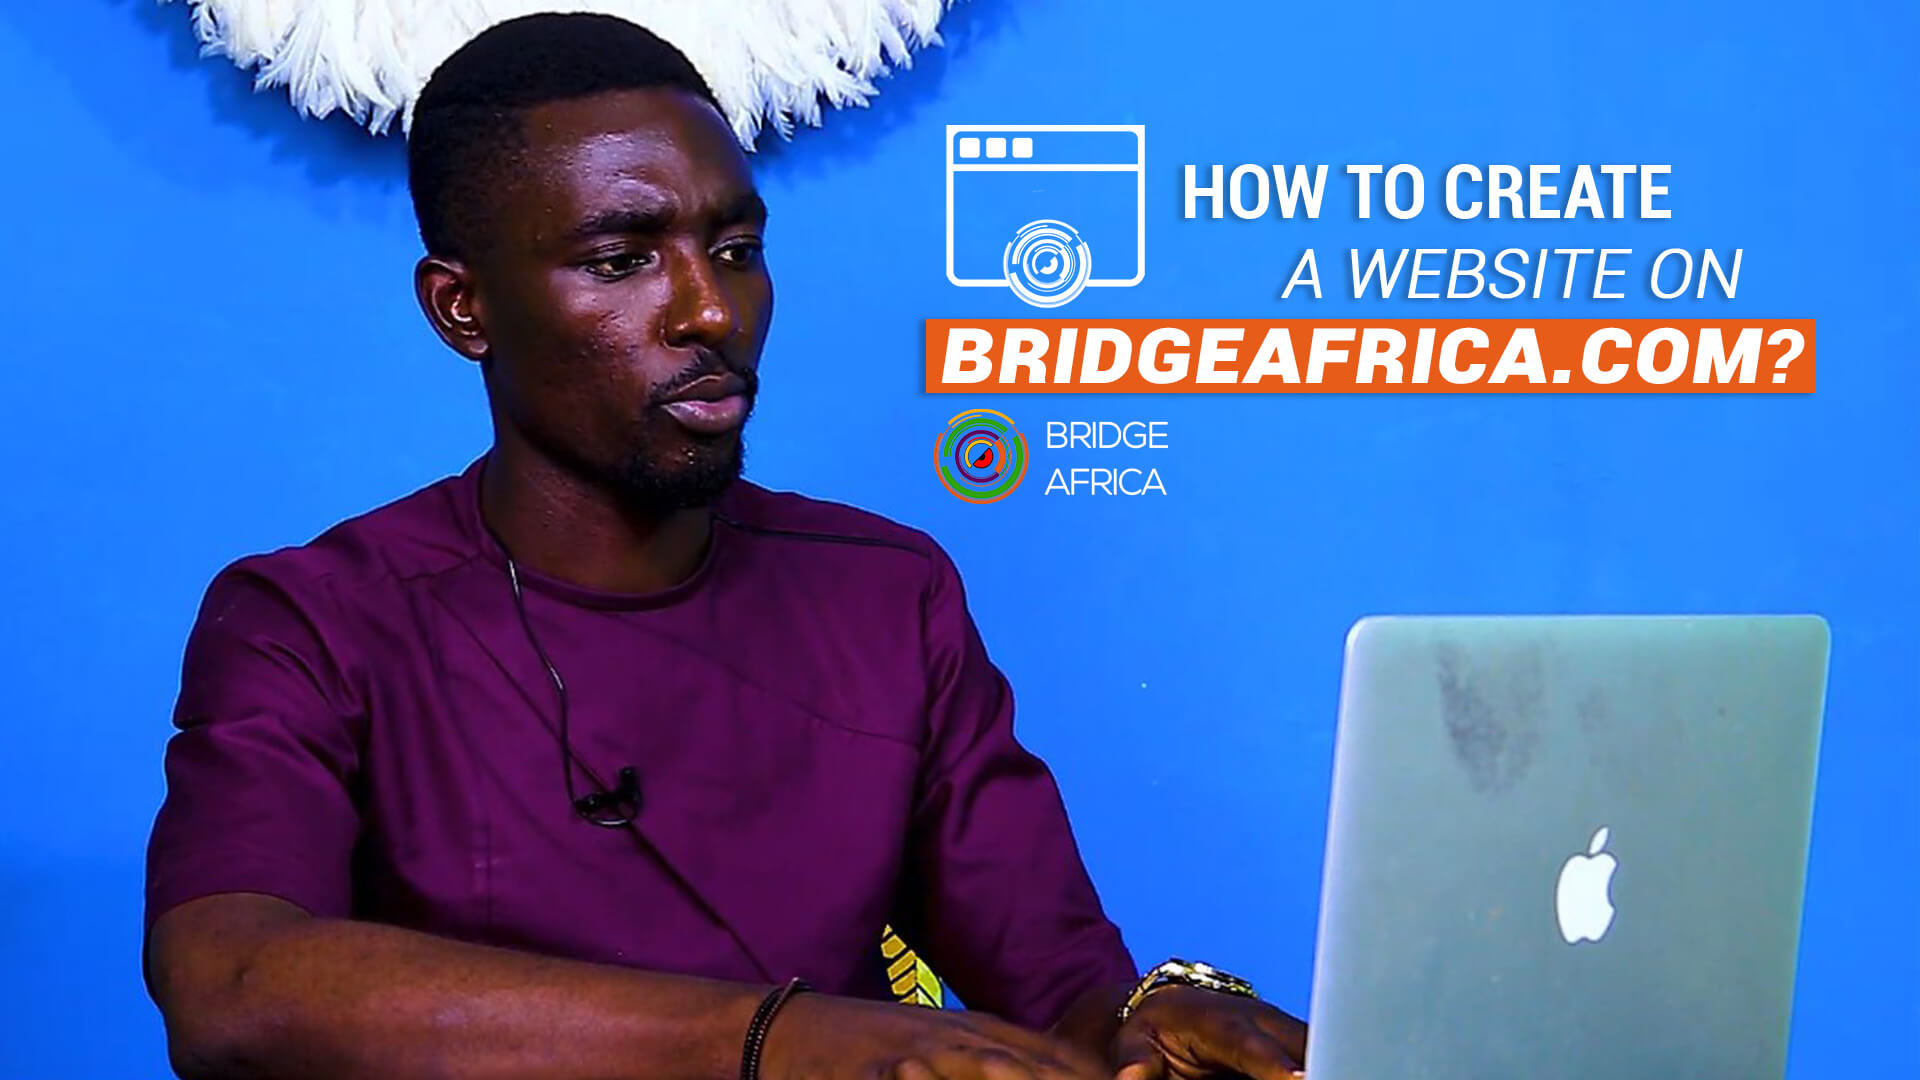 HOW TO CREATE
A WEBSITE ON
BRIDGEAFRICA.COM?
BRIDGE
AFRICA